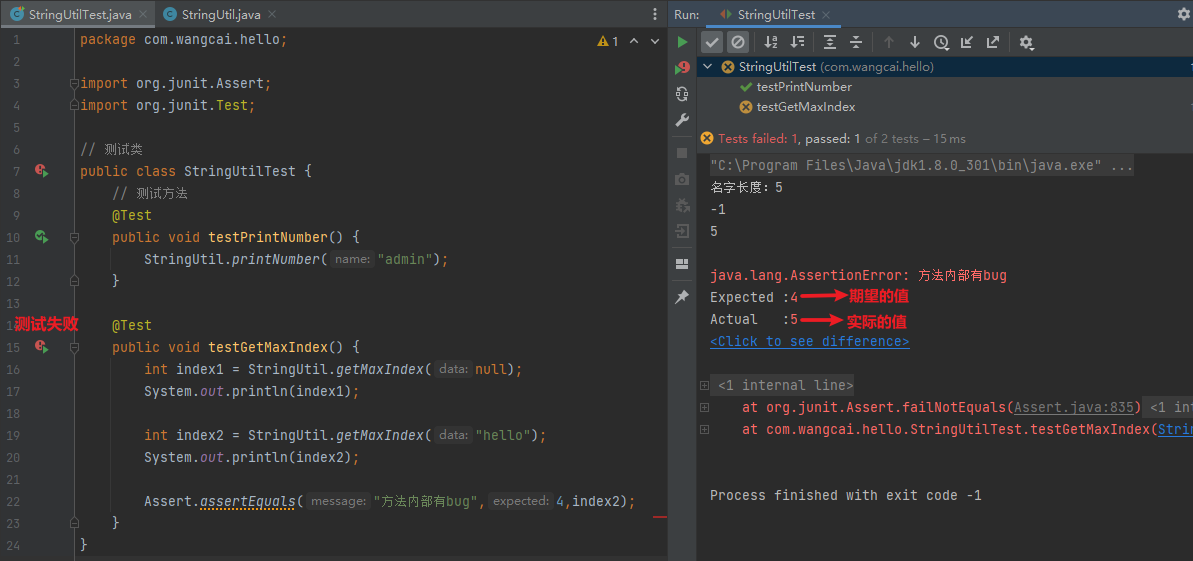 StringUtilTest.java StringUtil.java
1 package com.wangcai.hello; 1
2
3 import org.junit.Assert;
4 import org.junit.Test;
5
6 // 测试类
7 public class StringUtilTest {
8 // 测试方法
9 @Test
10 public void testPrintNumber() {
11 StringUtil.printNumber( name: "admin");
12 }
13
测试失败 @Test
15 public void testGetMaxIndex() {
16 int index1 = StringUtil.getMaxIndex( data: null);
17 System.out.println(index1);
18
19 int index2 = StringUtil.getMaxIndex( data: "hello");
20 System.out.println(index2);
21
22 Assert.assertEquals( message: "方法内部有bug", expected: 4,index2);
23 }
24 }
Run: StringUtilTest
StringUtilTest (com.wangcai.hello)
testPrintNumber
testGetMaxIndex
Tests failed: 1, passed: 1 of 2 tests – 15 ms
"C:\Program Files\Java\jdk1.8.0_301\bin\java.exe" ...
名字长度：5
-1
5
java.lang.AssertionError: 方法内部有bug
Expected :4 期望的值
Actual :5 实际的值
<Click to see difference>
<1 internal line>
at org.junit.Assert.failNotEquals(Assert.java:835) <1 int
at com.wangcai.hello.StringUtilTest.testGetMaxIndex(Strin
Process finished with exit code -1